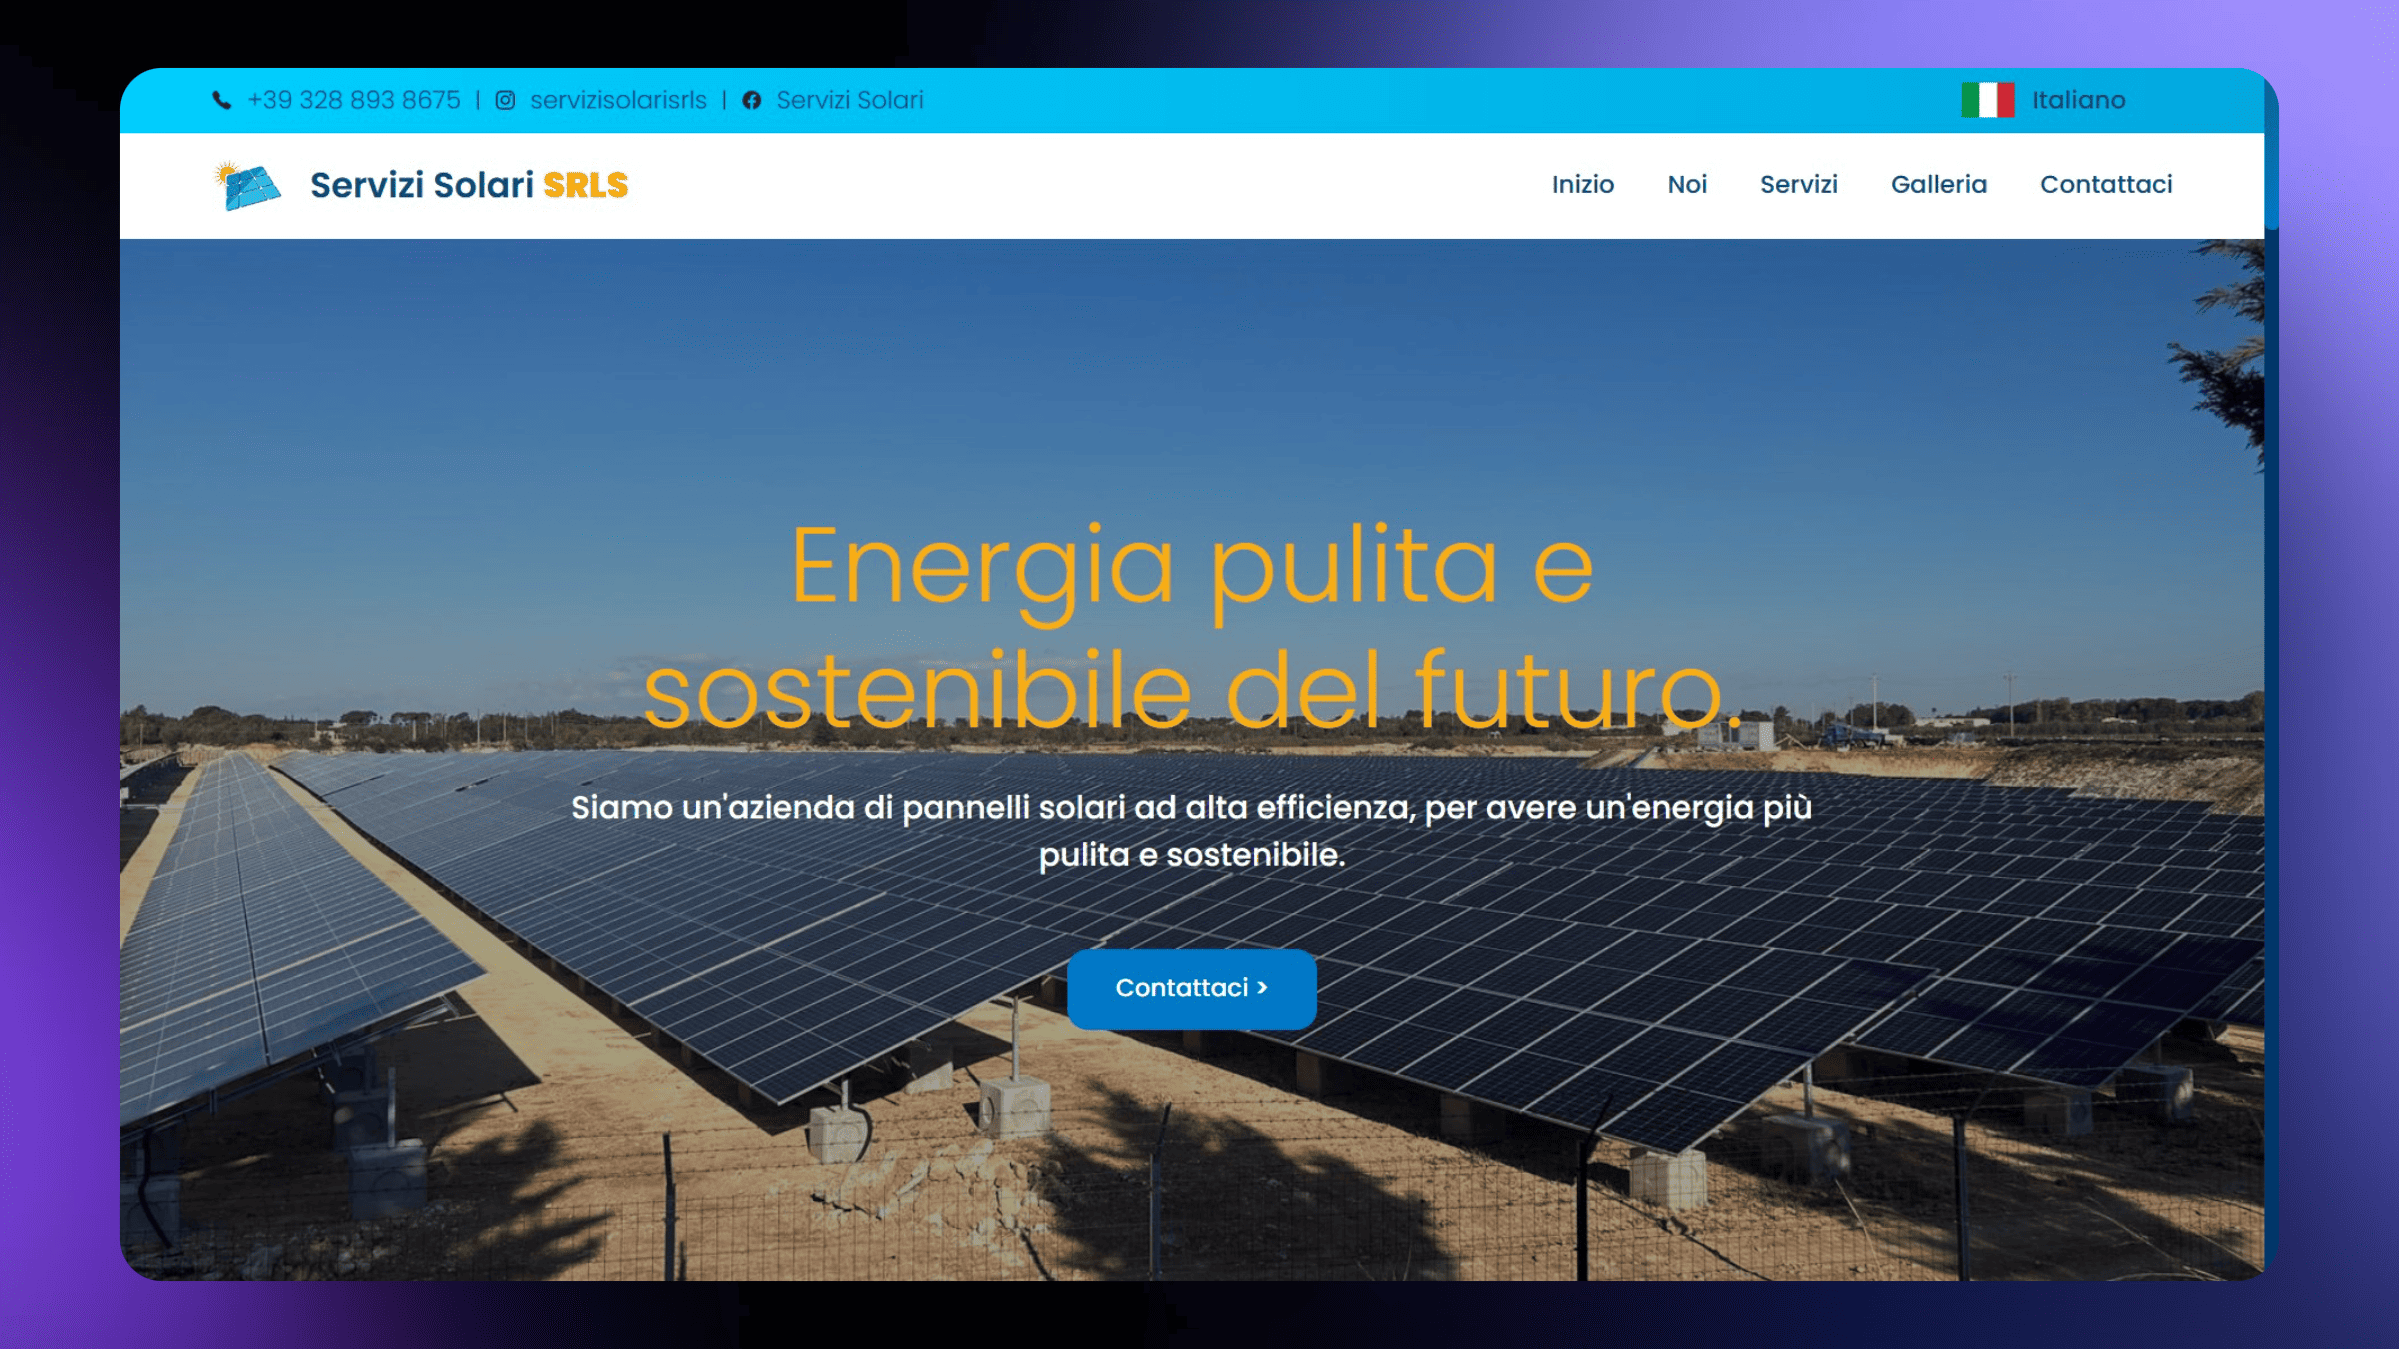 +39 328 893 8675 | servizisolarisrls | Servizi Solari
Italiano
Servizi Solari SRLS
Inizio Noi Servizi Galleria Contattaci
Energia pulita e
sostenibile del futuro.
Siamo un'azienda di pannelli solari ad alta efficienza, per avere un'energia più
pulita e sostenibile.
Contattaci >